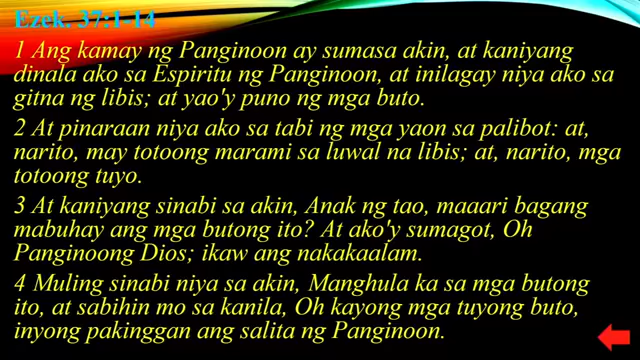 Ezek. 37:1-14
1 Ang kamay ng Panginoon ay sumasa akin, at kaniyang
dinala ako sa Espiritu ng Panginoon, at inilagay niya ako sa
gitna ng libis; at yao'y puno ng mga buto.
2 At pinaraan niya ako sa tabi ng mga yaon sa palibot: at,
narito, may totoong marami sa luwal na libis; at, narito, mga
totoong tuyo.
3 At kaniyang sinabi sa akin, Anak ng tao, maaari bagang
mabuhay ang mga butong ito? At ako'y sumagot, Oh
Panginoong Dios; ikaw ang nakakaalam.
4 Muling sinabi niya sa akin, Manghula ka sa mga butong
ito, at sabihin mo sa kanila, Oh kayong mga tuyong buto,
inyong pakinggan ang salita ng Panginoon.